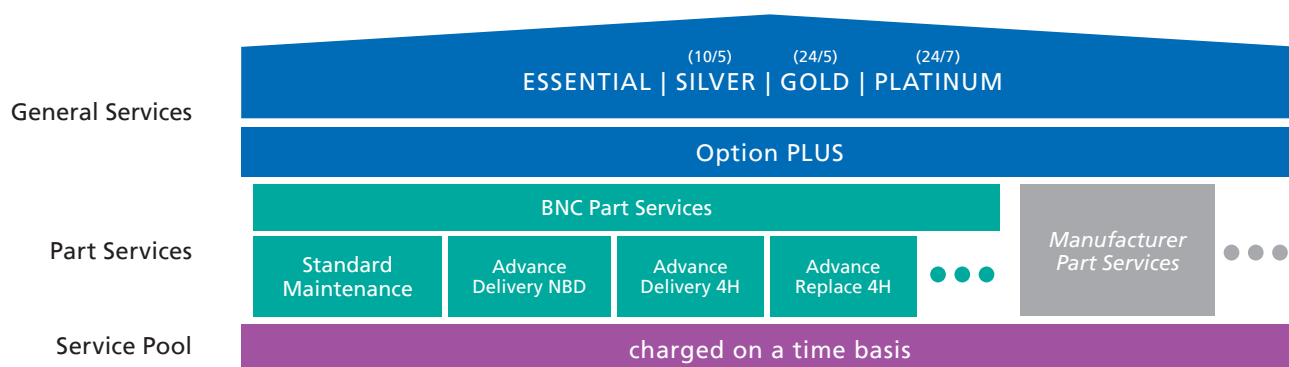 (10/5) (24/5) (24/7)
ESSENTIAL | SILVER | GOLD | PLATINUM
General Services
Option PLUS
BNC Part Services
Part Services
Standard
Maintenance
Advance
Delivery NBD
Advance
Delivery 4H
Advance
Replace 4H
Manufacturer
Part Services
Service Pool
charged on a time basis